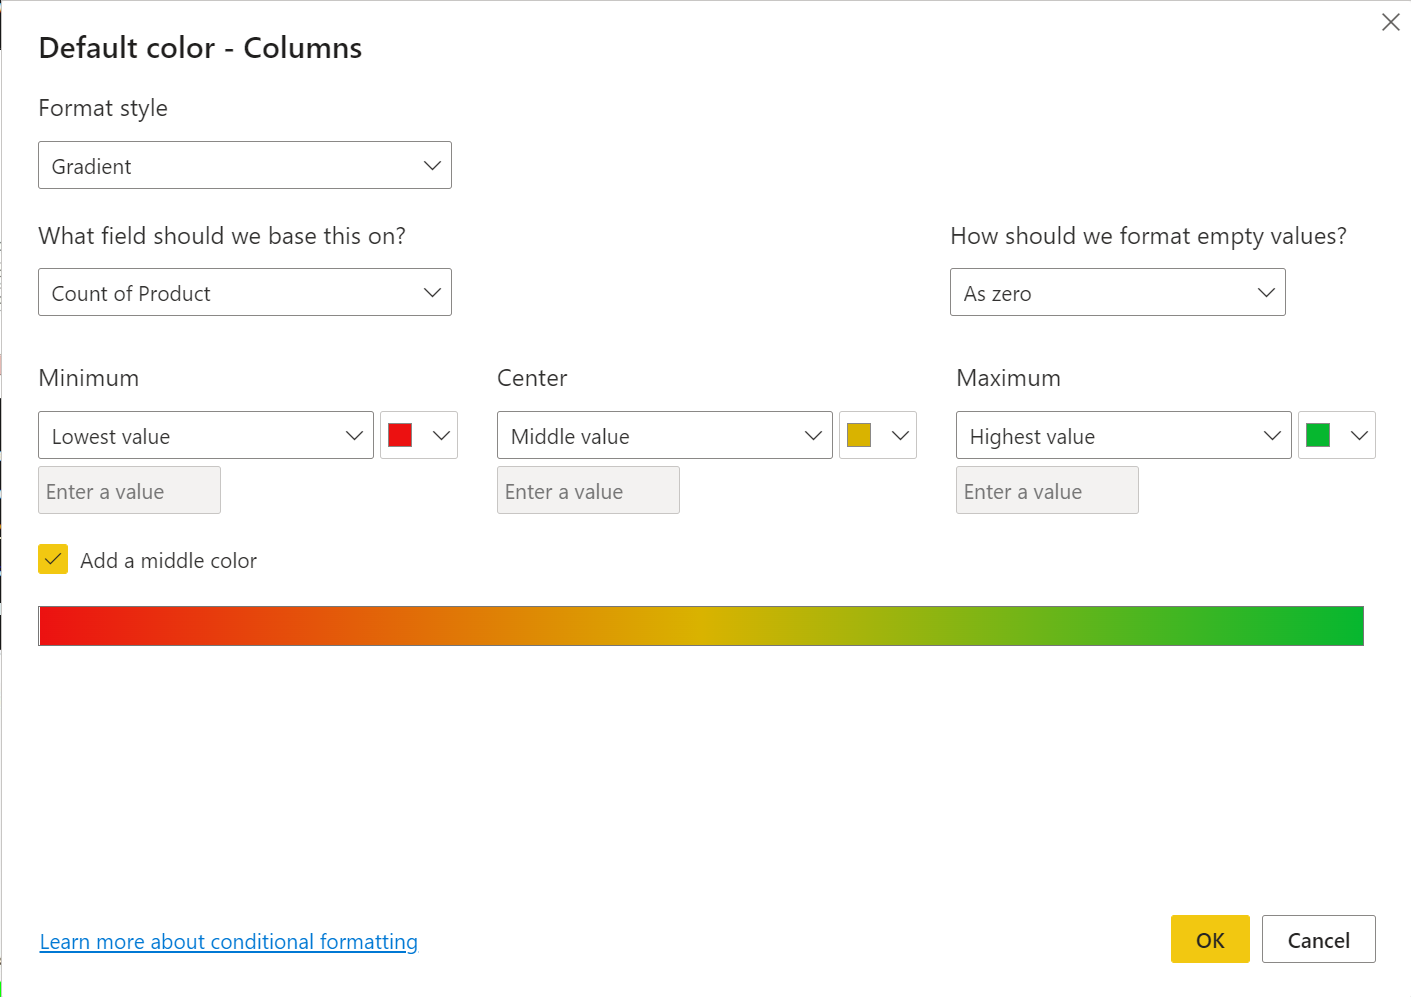 Default color - Columns
Format style
Gradient
What field should we base this on?
How should we format empty values?
Count of Product
As zero
Minimum
Center
Maximum
Lowest value
Middle value
Highest value
Enter a value
Enter a value
Enter a value
Add a middle color
Learn more about conditional formatting
OK
Cancel